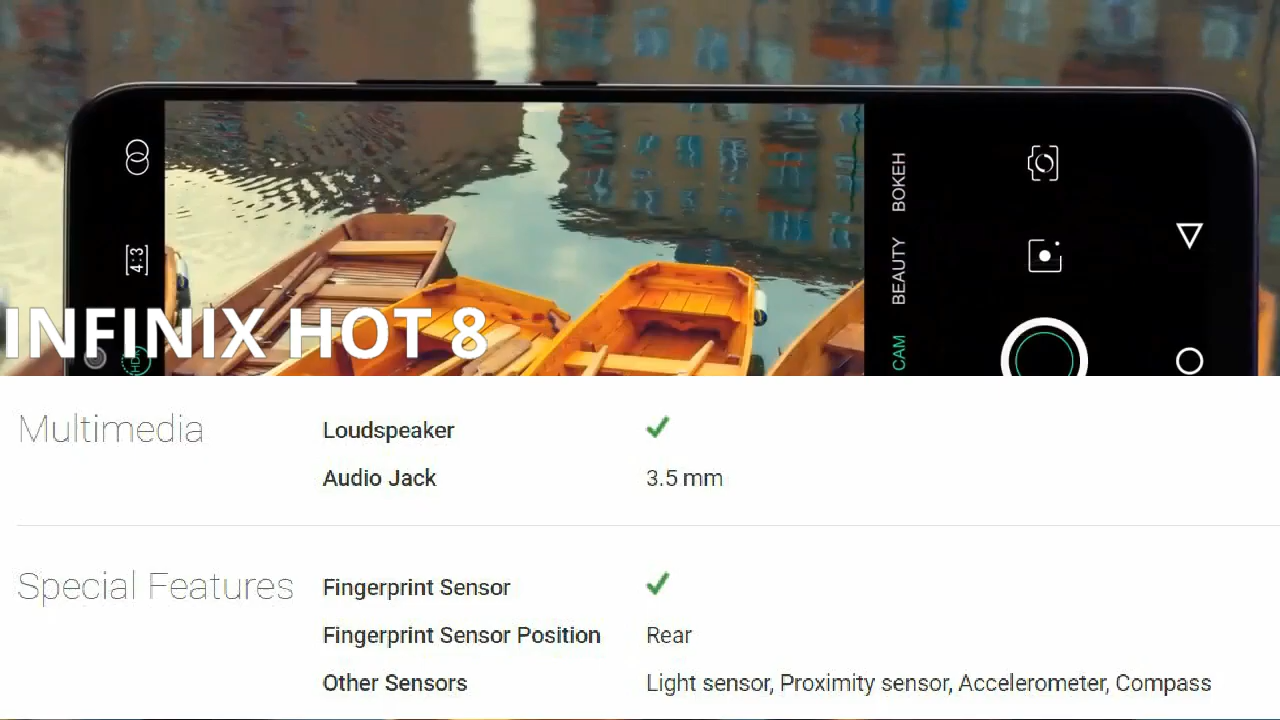 BOKEH
4:3
BEAUTY
INFINIX HOT 8
HDR
CAM
Multimedia
Loudspeaker
Audio Jack 3.5 mm
Special Features
Fingerprint Sensor
Fingerprint Sensor Position Rear
Other Sensors Light sensor, Proximity sensor, Accelerometer, Compass